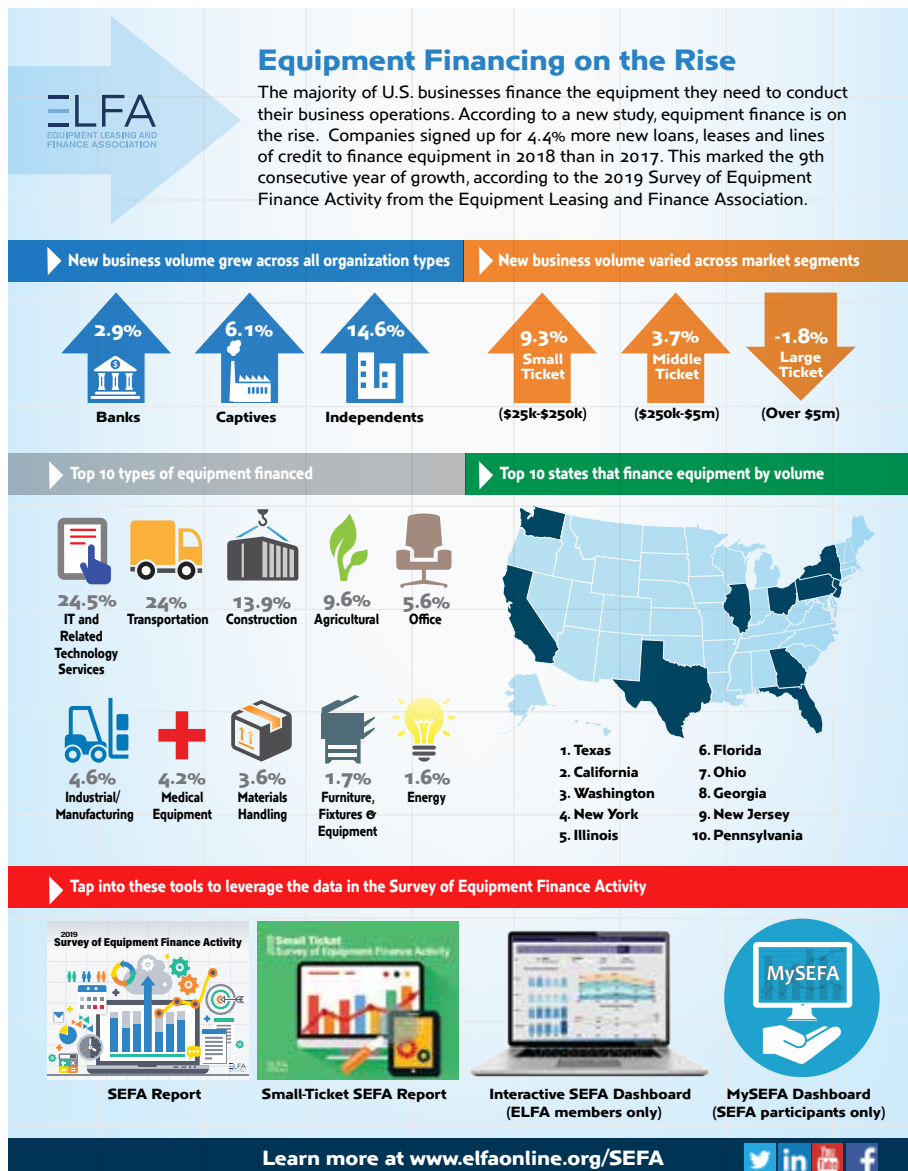 ELFA
EQUIPMENT LEASING AND
FINANCE ASSOCIATION
Equipment Financing on the Rise
The majority of U.S. businesses finance the equipment they need to conduct
their business operations. According to a new study, equipment finance is on
the rise. Companies signed up for 4.4% more new loans, leases and lines
of credit to finance equipment in 2018 than in 2017. This marked the 9th
consecutive year of growth, according to the 2019 Survey of Equipment
Finance Activity from the Equipment Leasing and Finance Association.
New business volume grew across all organization types
2.9%
Banks
6.1%
Captives
14.6%
Independents
New business volume varied across market segments
9.3%
Small
Ticket
($25k-$250k)
3.7%
Middle
Ticket
($250k-$5m)
-1.8%
Large
Ticket
(Over $5m)
Top 10 types of equipment financed
24.5%
IT and
Related
Technology
Services
24%
Transportation
13.9%
Construction
9.6%
Agricultural
5.6%
Office
4.6%
Industrial/
Manufacturing
4.2%
Medical
Equipment
3.6%
Materials
Handling
1.7%
Furniture,
Fixtures &
Equipment
1.6%
Energy
Top 10 states that finance equipment by volume
1. Texas
2. California
3. Washington
4. New York
5. Illinois
6. Florida
7. Ohio
8. Georgia
9. New Jersey
10. Pennsylvania
Tap into these tools to leverage the data in the Survey of Equipment Finance Activity
2019
Survey of Equipment Finance Activity
ELFA
SEFA Report
Small Ticket
Survey of Equipment Finance Activity
ELFA
Small-Ticket SEFA Report
Interactive SEFA Dashboard
(ELFA members only)
MySEFA
MySEFA Dashboard
(SEFA participants only)
Learn more at www.elfaonline.org/SEFA
in
You
Tube
f